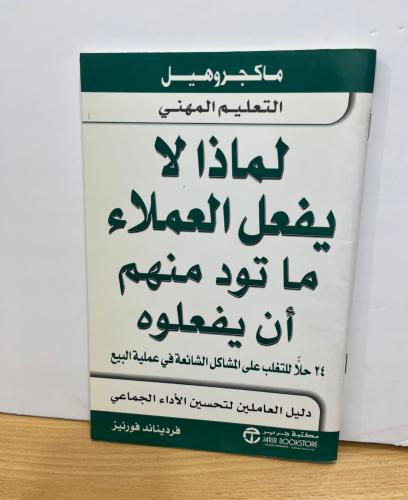 ماكجروهيل
التعليم المهني
لماذا لا
يفعل العملاء
ما تود منهم
أن يفعلوه
٢٤ حلاً للتغلب على المشاكل الشائعة في عملية البيع
دليل العاملين لتحسين الأداء الجماعي
فرديناند فورنيز
مكتبة جرير
JARIR BOOKSTORE